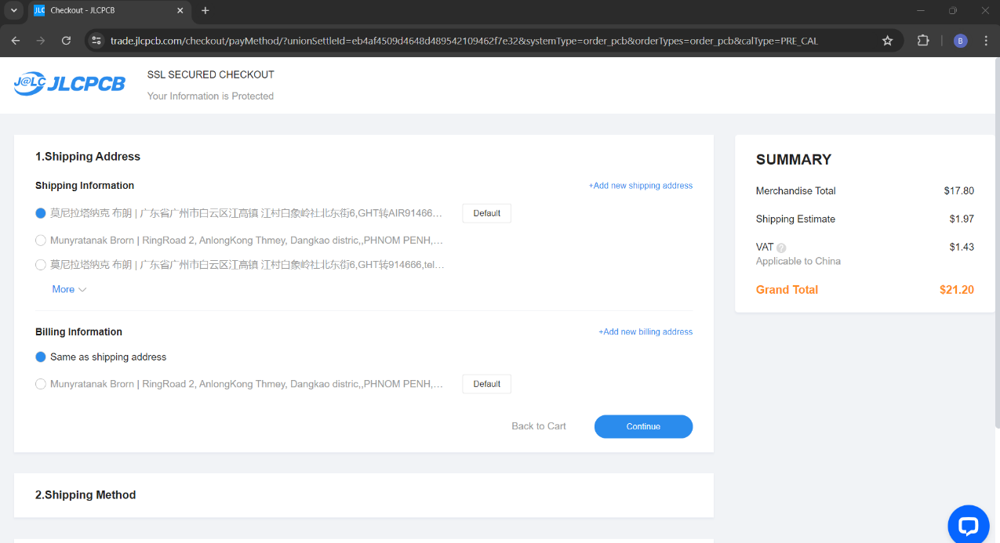 Checkout - JLCPCB
trade.jlcpcb.com/checkout/payMethod/?unionSettleId=eb4af4509d4648d489542109462f7e32&systemType=order_pcb&orderTypes=order_pcb&calType=PRE_CAL
B
J@LC JLCPCB
SSL SECURED CHECKOUT
Your Information is Protected
1.Shipping Address
Shipping Information
+Add new shipping address
莫尼拉塔纳克 布朗 | 广东省广州市白云区江高镇 江村白象岭社北东街6,GHT转AIR91466…
Default
Munyratanak Brorn | RingRoad 2, AnlongKong Thmey, Dangkao distric,,PHNOM PENH,…
莫尼拉塔纳克 布朗 | 广东省广州市白云区江高镇 江村白象岭社北东街6,GHT转914666,tel…
More
Billing Information
+Add new billing address
Same as shipping address
Munyratanak Brorn | RingRoad 2, AnlongKong Thmey, Dangkao distric,,PHNOM PENH,…
Default
Back to Cart
Continue
2.Shipping Method
SUMMARY
Merchandise Total $17.80
Shipping Estimate $1.97
VAT ? $1.43
Applicable to China
Grand Total $21.20